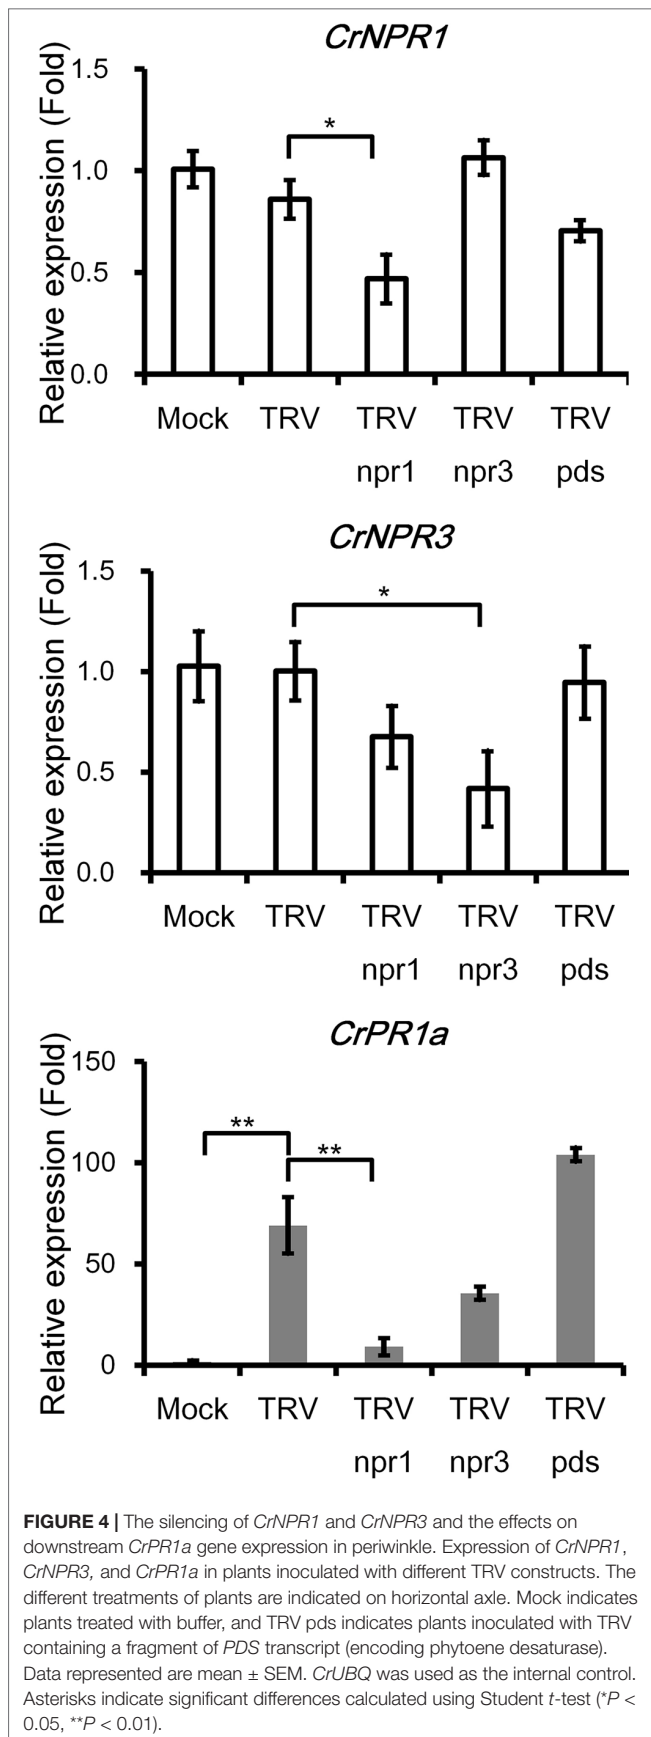 CrNPR1
Relative expression (Fold)
1.5
1.0
0.5
0.0
*
Mock TRV TRV TRV TRV
npr1 npr3 pds
CrNPR3
Relative expression (Fold)
1.5
1.0
0.5
0.0
*
Mock TRV TRV TRV TRV
npr1 npr3 pds
CrPR1a
Relative expression (Fold)
150
100
50
0
**
**
Mock TRV TRV TRV TRV
npr1 npr3 pds
FIGURE 4 | The silencing of CrNPR1 and CrNPR3 and the effects on
downstream CrPR1a gene expression in periwinkle. Expression of CrNPR1,
CrNPR3, and CrPR1a in plants inoculated with different TRV constructs. The
different treatments of plants are indicated on horizontal axle. Mock indicates
plants treated with buffer, and TRV pds indicates plants inoculated with TRV
containing a fragment of PDS transcript (encoding phytoene desaturase).
Data represented are mean ± SEM. CrUBQ was used as the internal control.
Asterisks indicate significant differences calculated using Student t-test (*P <
0.05, **P < 0.01).